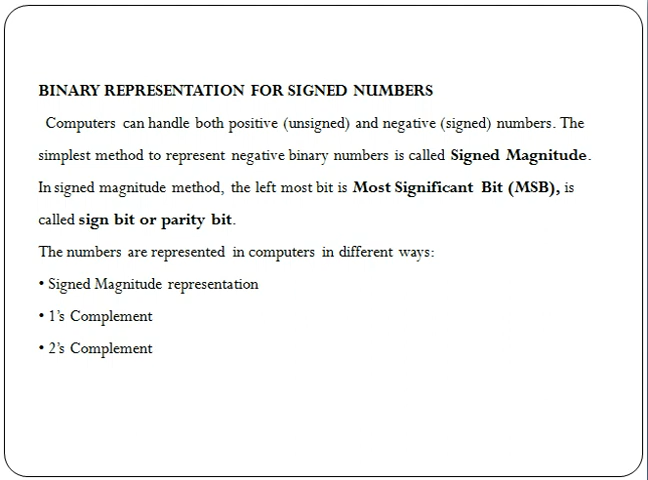 BINARY REPRESENTATION FOR SIGNED NUMBERS
Computers can handle both positive (unsigned) and negative (signed) numbers. The
simplest method to represent negative binary numbers is called Signed Magnitude.
In signed magnitude method, the left most bit is Most Significant Bit (MSB), is
called sign bit or parity bit.
The numbers are represented in computers in different ways:
• Signed Magnitude representation
• 1’s Complement
• 2’s Complement